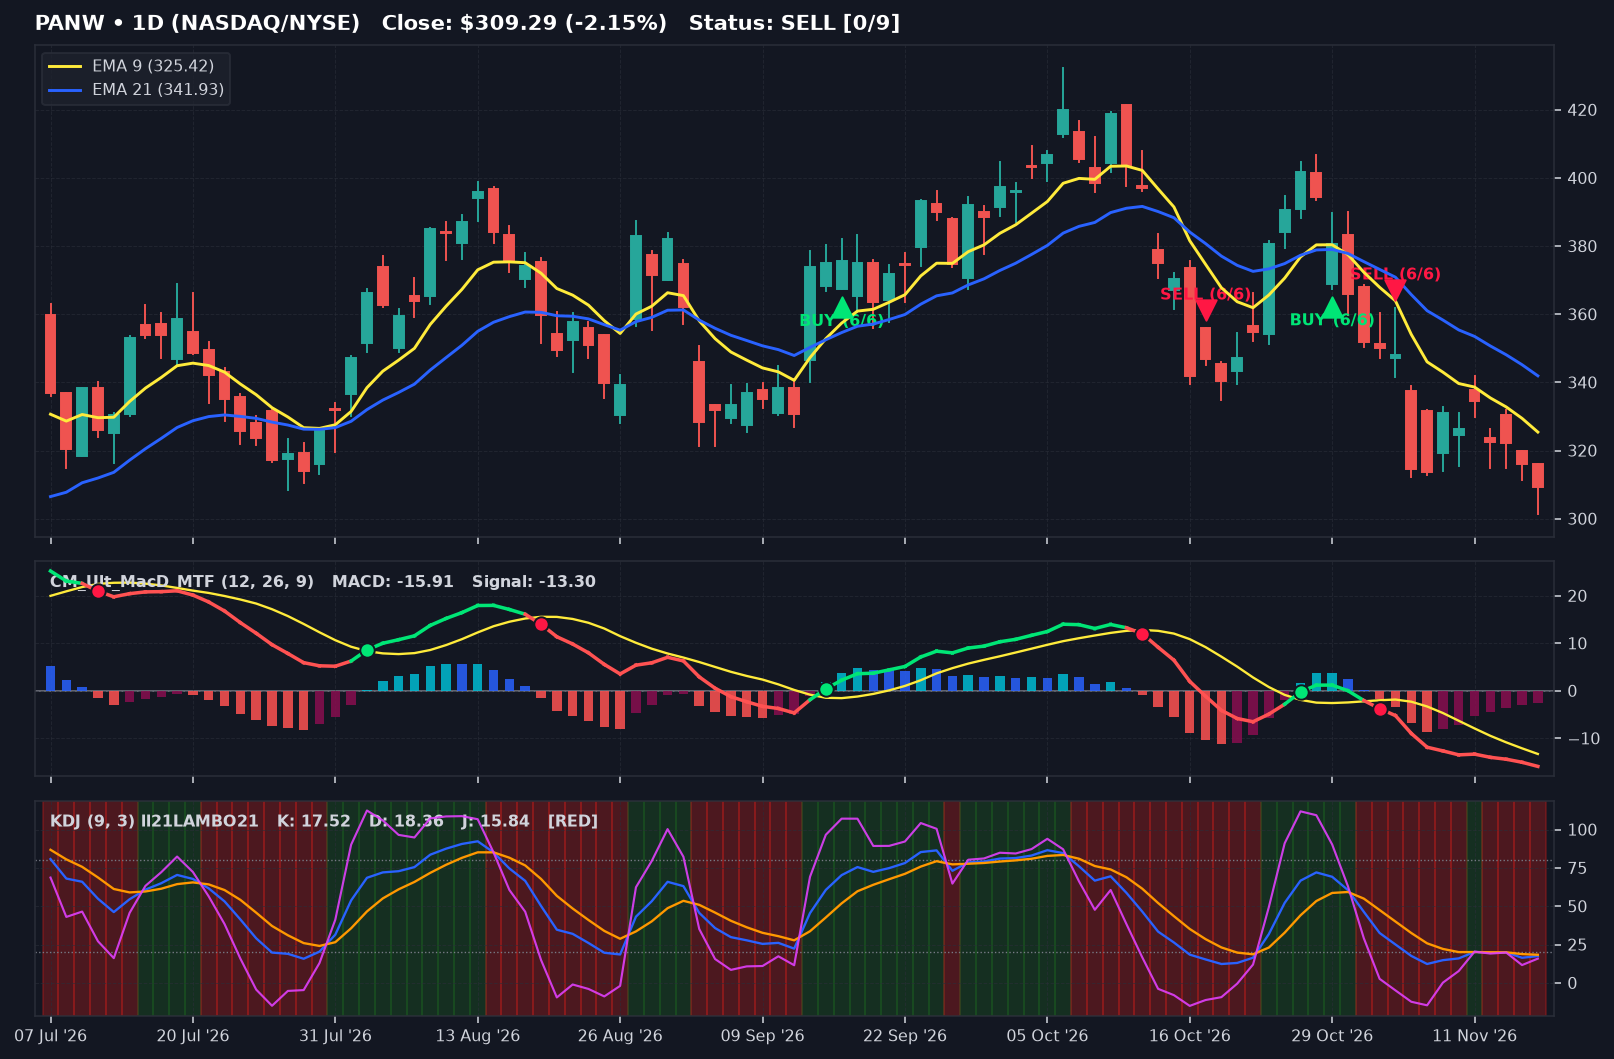 PANW • 1D (NASDAQ/NYSE)   Close: $309.29 (-2.15%)   Status: SELL [0/9]
EMA 9 (325.42)
EMA 21 (341.93)
420
400
380
360
340
320
300
SELL (6/6)
SELL (6/6)
BUY (6/6)
BUY (6/6)
CM_Ult_MacD_MTF (12, 26, 9)   MACD: -15.91   Signal: -13.30
20
10
0
−10
KDJ (9, 3) II21LAMBO21   K: 17.52   D: 18.36   J: 15.84   [RED]
100
75
50
25
0
07 Jul '26
20 Jul '26
31 Jul '26
13 Aug '26
26 Aug '26
09 Sep '26
22 Sep '26
05 Oct '26
16 Oct '26
29 Oct '26
11 Nov '26